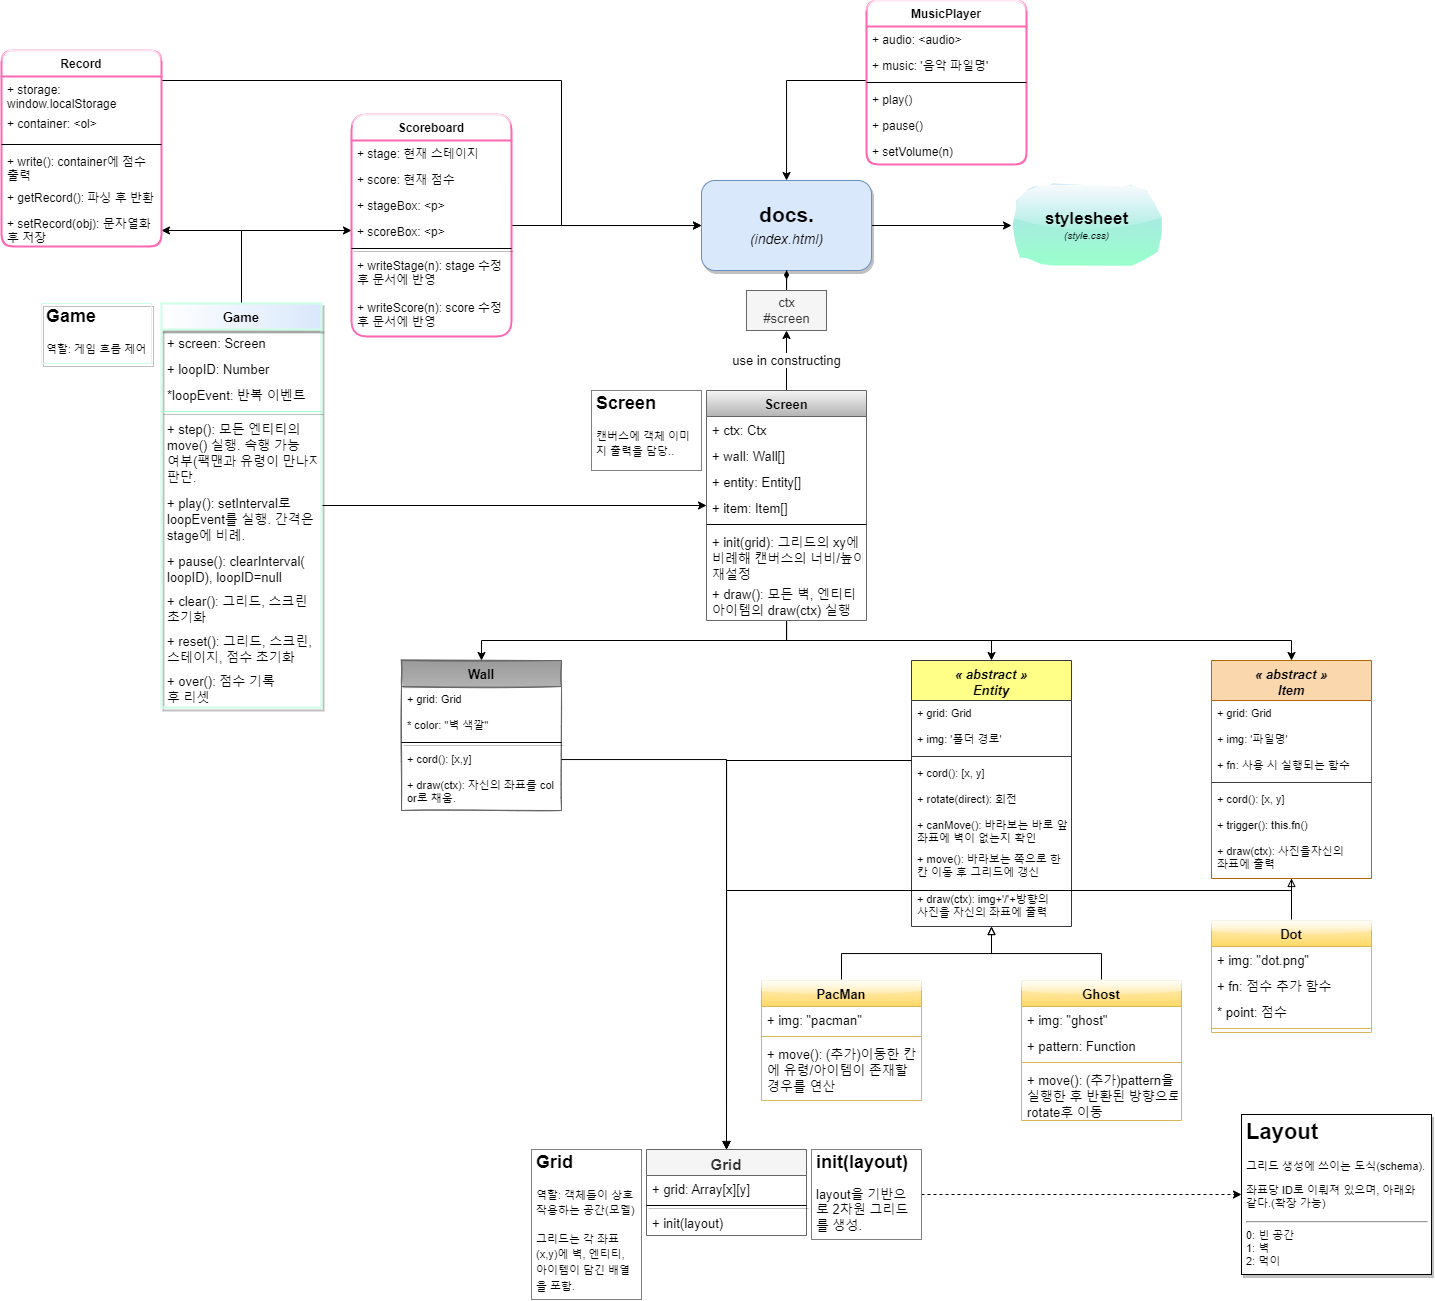 MusicPlayer
+ audio: <audio>
+ music: '음악 파일명'
+ play()
+ pause()
+ setVolume(n)
Record
+ storage:
window.localStorage
+ container: <ol>
+ write(): container에 점수
출력
+ getRecord(): 파싱 후 반환
+ setRecord(obj): 문자열화
후 저장
Scoreboard
+ stage: 현재 스테이지
+ score: 현재 점수
+ stageBox: <p>
+ scoreBox: <p>
+ writeStage(n): stage 수정
후 문서에 반영
+ writeScore(n): score 수정
후 문서에 반영
docs.
(index.html)
stylesheet
(style.css)
ctx
#screen
use in constructing
Game
역할: 게임 흐름 제어
Game
+ screen: Screen
+ loopID: Number
*loopEvent: 반복 이벤트
+ step(): 모든 엔티티의
move() 실행. 속행 가능
여부(팩맨과 유령이 만나지
판단.
+ play(): setInterval로
loopEvent를 실행. 간격은
stage에 비례.
+ pause(): clearInterval(
loopID), loopID=null
+ clear(): 그리드, 스크린
초기화
+ reset(): 그리드, 스크린,
스테이지, 점수 초기화
+ over(): 점수 기록
후 리셋
Screen
캔버스에 객체 이미
지 출력을 담당..
Screen
+ ctx: Ctx
+ wall: Wall[]
+ entity: Entity[]
+ item: Item[]
+ init(grid): 그리드의 xy에
비례해 캔버스의 너비/높이
재설정
+ draw(): 모든 벽, 엔티티
아이템의 draw(ctx) 실행
Wall
+ grid: Grid
* color: "벽 색깔"
+ cord(): [x,y]
+ draw(ctx): 자신의 좌표를 col
or로 채움.
« abstract »
Entity
+ grid: Grid
+ img: '폴더 경로'
+ cord(): [x, y]
+ rotate(direct): 회전
+ canMove(): 바라보는 바로 앞
좌표에 벽이 없는지 확인
+ move(): 바라보는 쪽으로 한
칸 이동 후 그리드에 갱신
+ draw(ctx): img+'/'+방향의
사진을 자신의 좌표에 출력
« abstract »
Item
+ grid: Grid
+ img: '파일명'
+ fn: 사용 시 실행되는 함수
+ cord(): [x, y]
+ trigger(): this.fn()
+ draw(ctx): 사진을자신의
좌표에 출력
Dot
+ img: "dot.png"
+ fn: 점수 추가 함수
* point: 점수
PacMan
+ img: "pacman"
+ move(): (추가)이동한 칸
에 유령/아이템이 존재할
경우를 연산
Ghost
+ img: "ghost"
+ pattern: Function
+ move(): (추가)pattern을
실행한 후 반환된 방향으로
rotate후 이동
Grid
역할: 객체들이 상호
작용하는 공간(모델)
그리드는 각 좌표
(x,y)에 벽, 엔티티,
아이템이 담긴 배열
을 포함.
Grid
+ grid: Array[x][y]
+ init(layout)
init(layout)
layout을 기반으
로 2차원 그리드
를 생성.
Layout
그리드 생성에 쓰이는 도식(schema).
좌표당 ID로 이뤄져 있으며, 아래와
같다.(확장 가능)
0: 빈 공간
1: 벽
2: 먹이